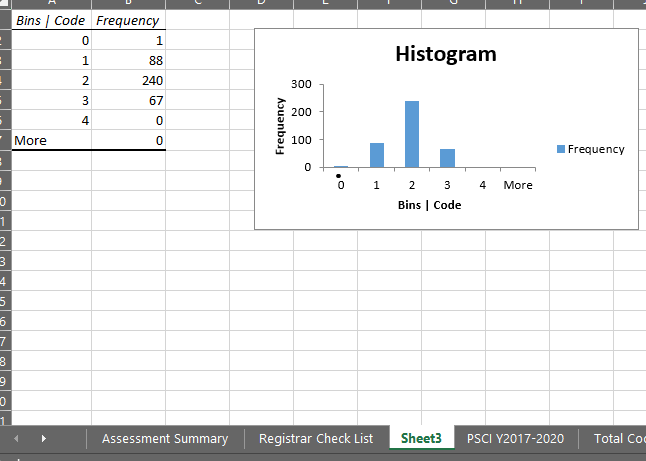 A B C D E F G H I
Bins | Code Frequency
0 1
1 88
2 240
3 67
4 0
More 0
Histogram
300
200
100
0
Frequency
0 1 2 3 4 More
Bins | Code
Frequency
Assessment Summary Registrar Check List Sheet3 PSCI Y2017-2020 Total Coo